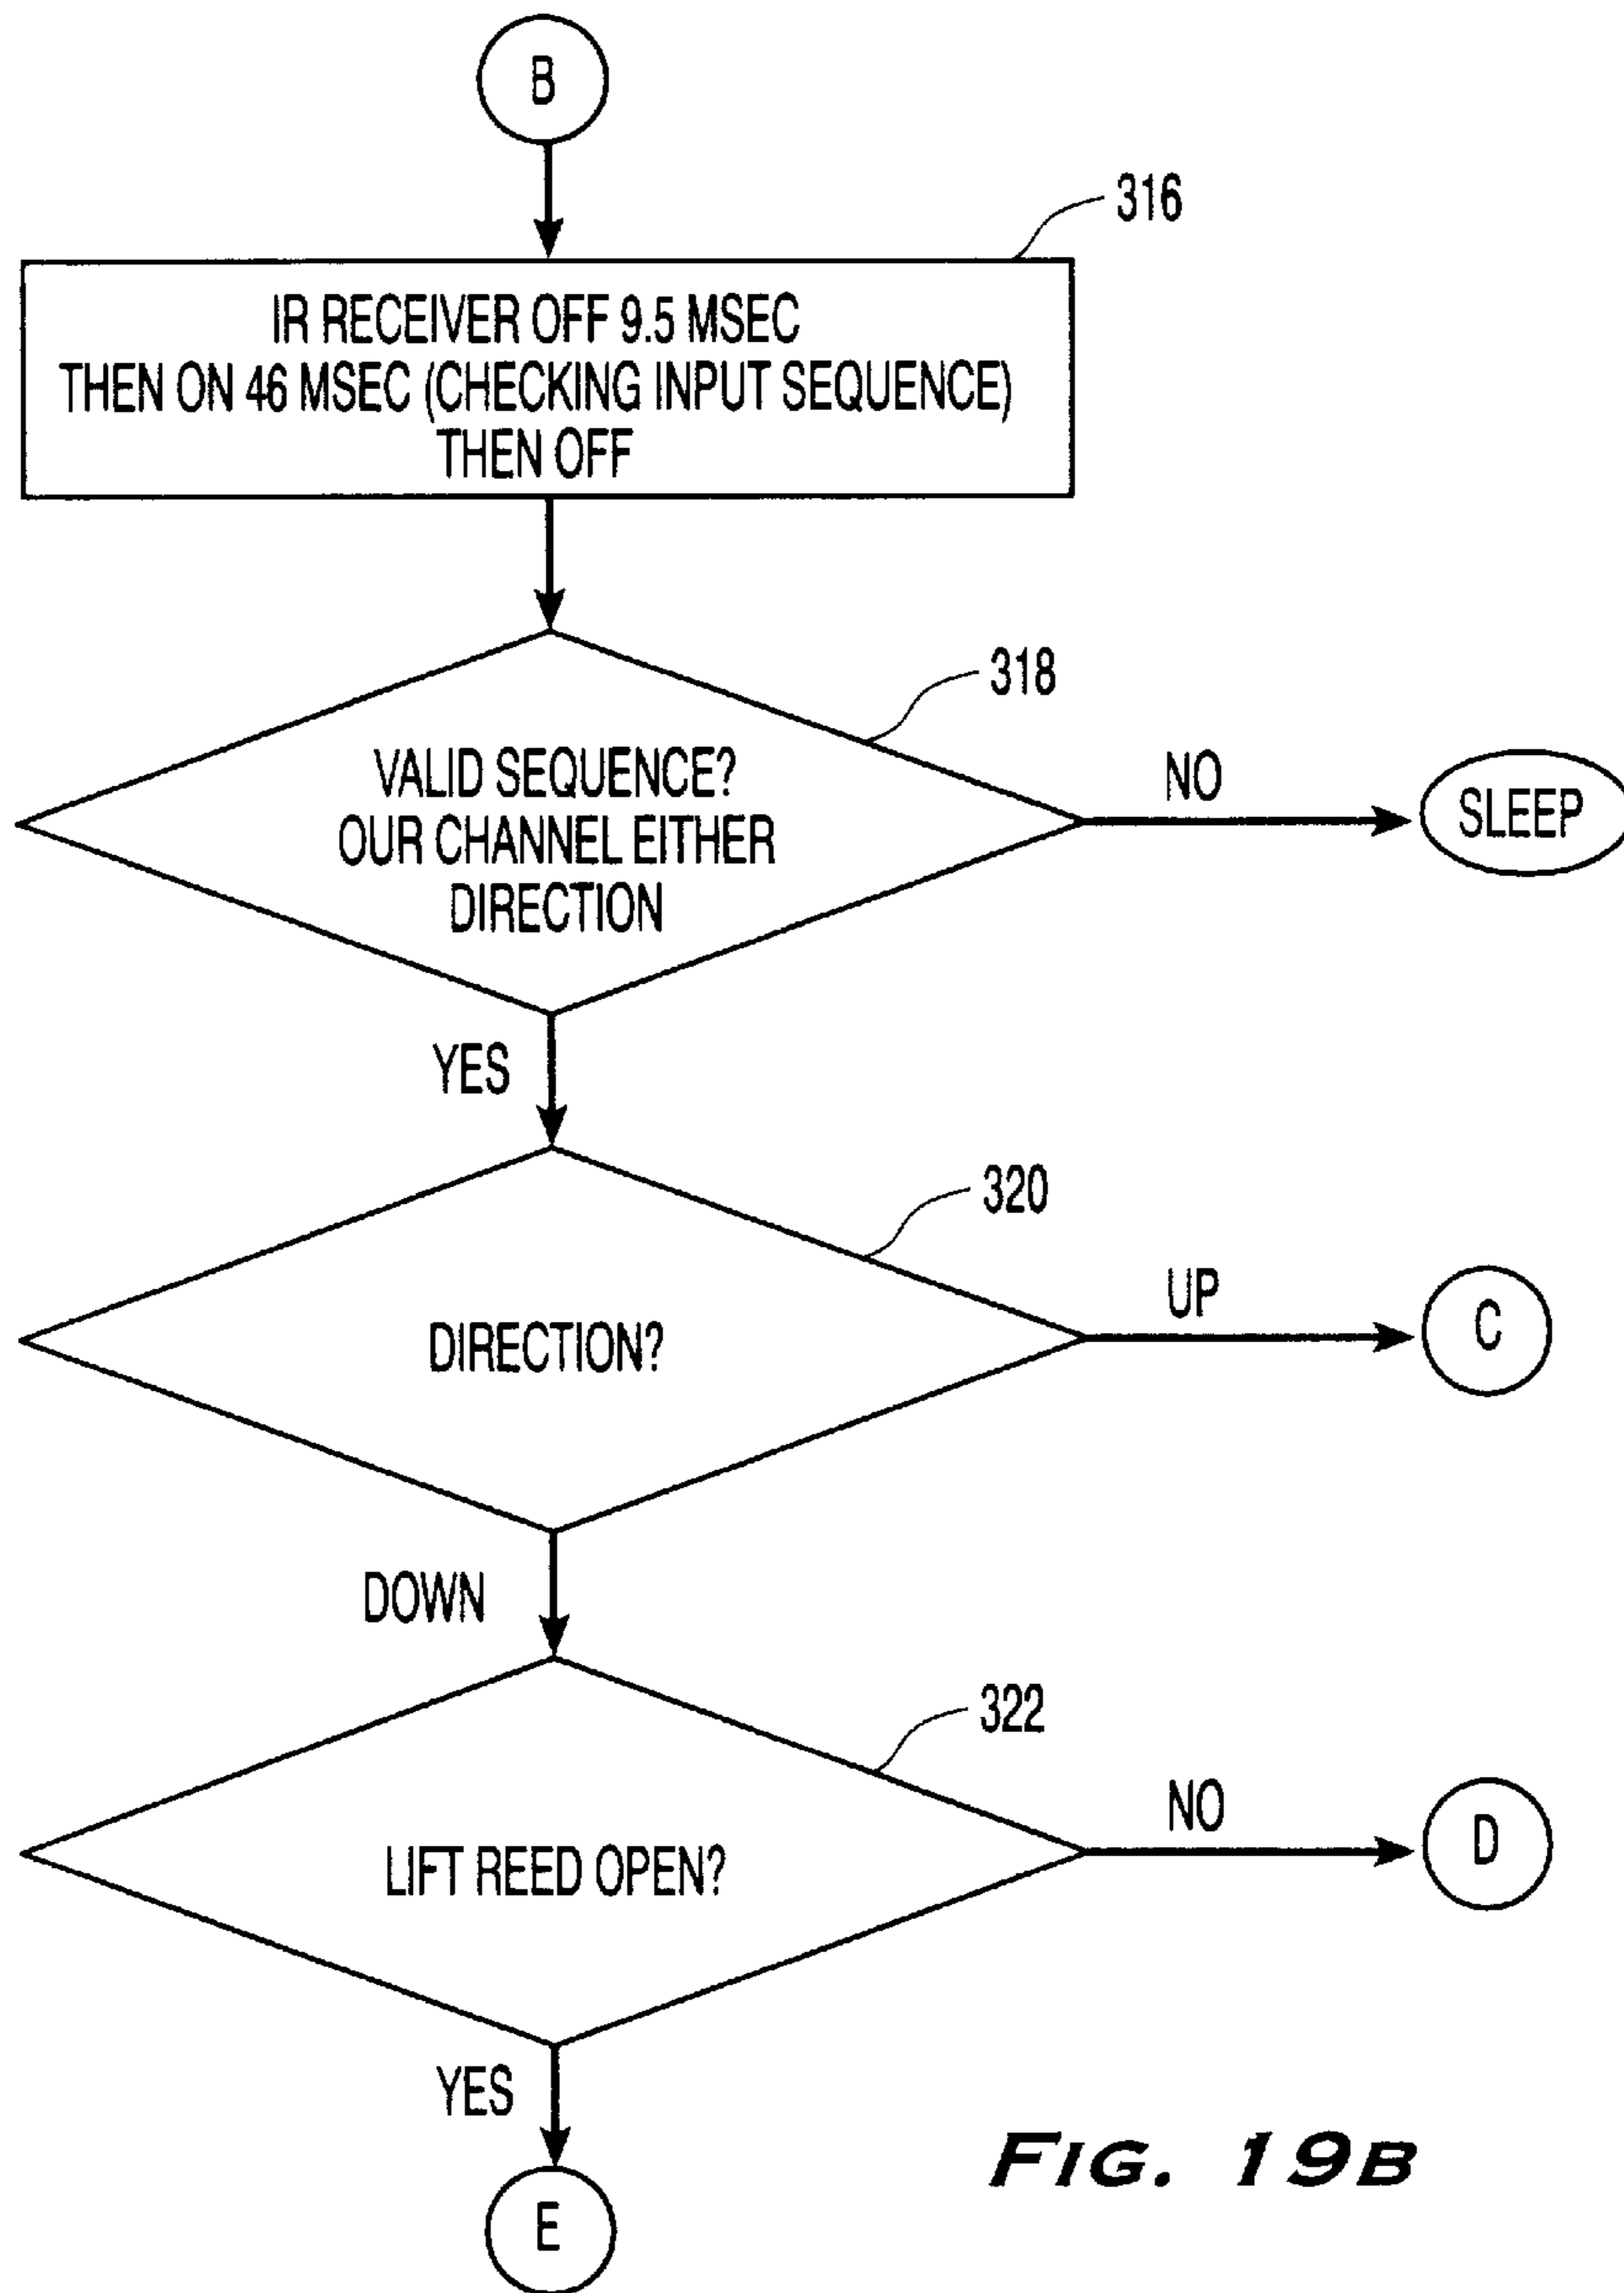 B
316
IR RECEIVER OFF 9.5 MSEC
THEN ON 46 MSEC (CHECKING INPUT SEQUENCE)
THEN OFF
318
VALID SEQUENCE?
OUR CHANNEL EITHER
DIRECTION
NO
SLEEP
YES
320
DIRECTION?
UP
C
DOWN
322
LIFT REED OPEN?
NO
D
YES
E
FIG. 19B